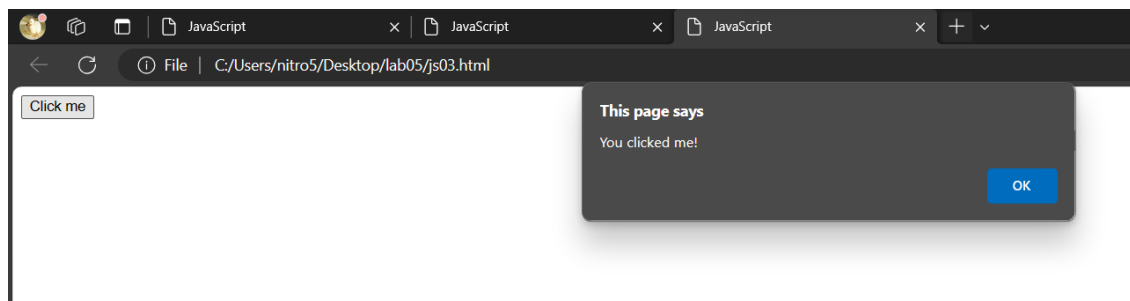 JavaScript JavaScript JavaScript
File | C:/Users/nitro5/Desktop/lab05/js03.html
Click me
This page says
You clicked me!
OK